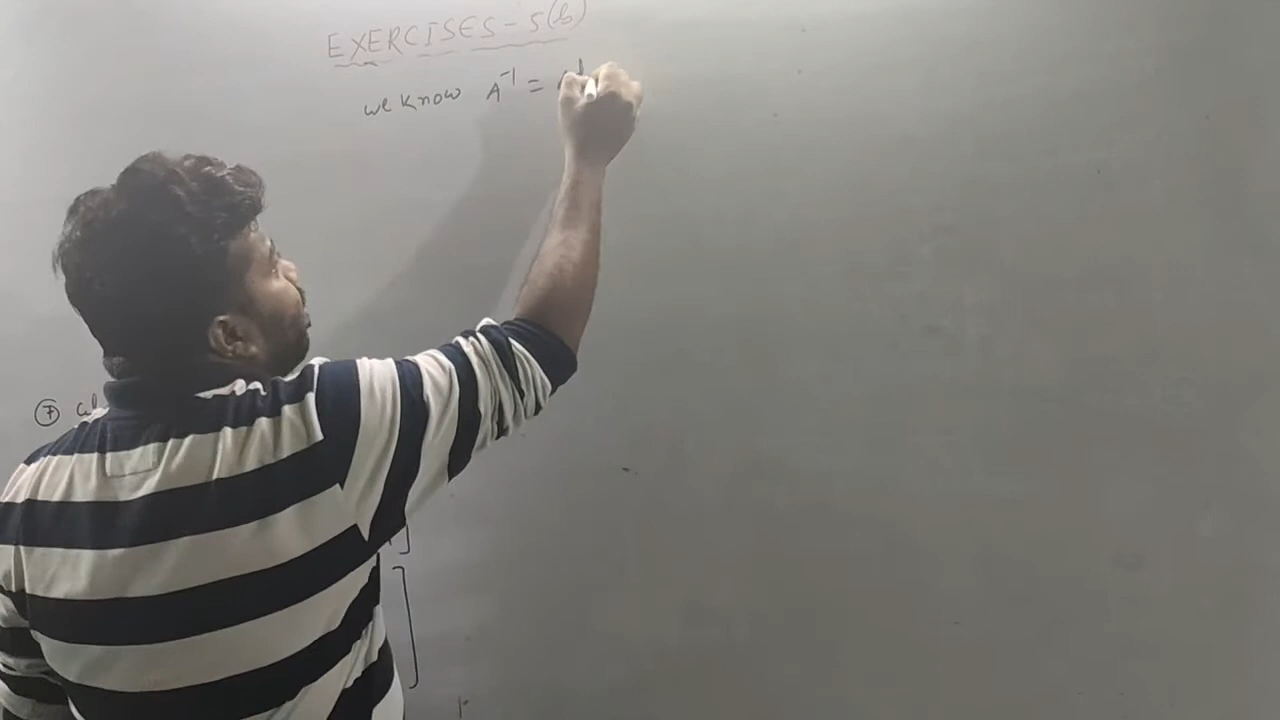 EXERCISES - 5(b)
we know A⁻¹ =
⑦